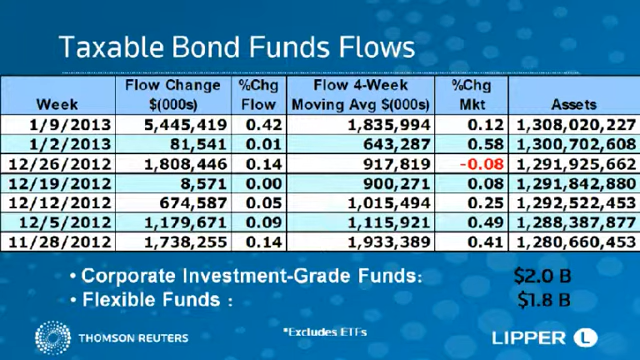 Taxable Bond Funds Flows
Flow Change %Chg Flow 4-Week %Chg
Week $(000s) Flow Moving Avg $(000s) Mkt Assets
1/9/2013 5,445,419 0.42 1,835,994 0.12 1,308,020,227
1/2/2013 81,541 0.01 643,287 0.58 1,300,702,608
12/26/2012 1,808,446 0.14 917,819 -0.08 1,291,925,662
12/19/2012 8,571 0.00 900,271 0.08 1,291,842,880
12/12/2012 674,587 0.05 1,015,494 0.25 1,292,522,453
12/5/2012 1,179,671 0.09 1,115,921 0.49 1,288,387,877
11/28/2012 1,738,255 0.14 1,933,389 0.41 1,280,660,453
• Corporate Investment-Grade Funds: $2.0 B
• Flexible Funds : $1.8 B
*Excludes ETFs
THOMSON REUTERS LIPPER L